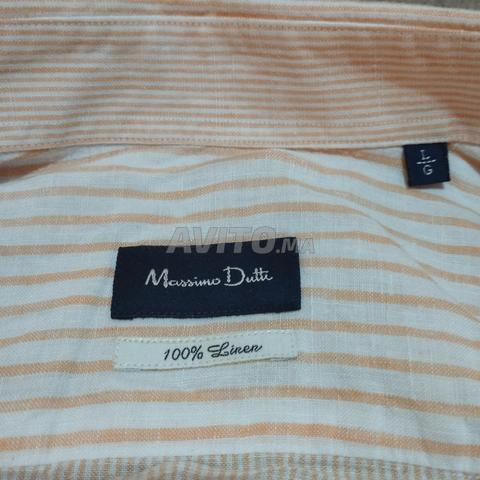 L
G
AVITO.MA
Massimo Dutti
100% Linen